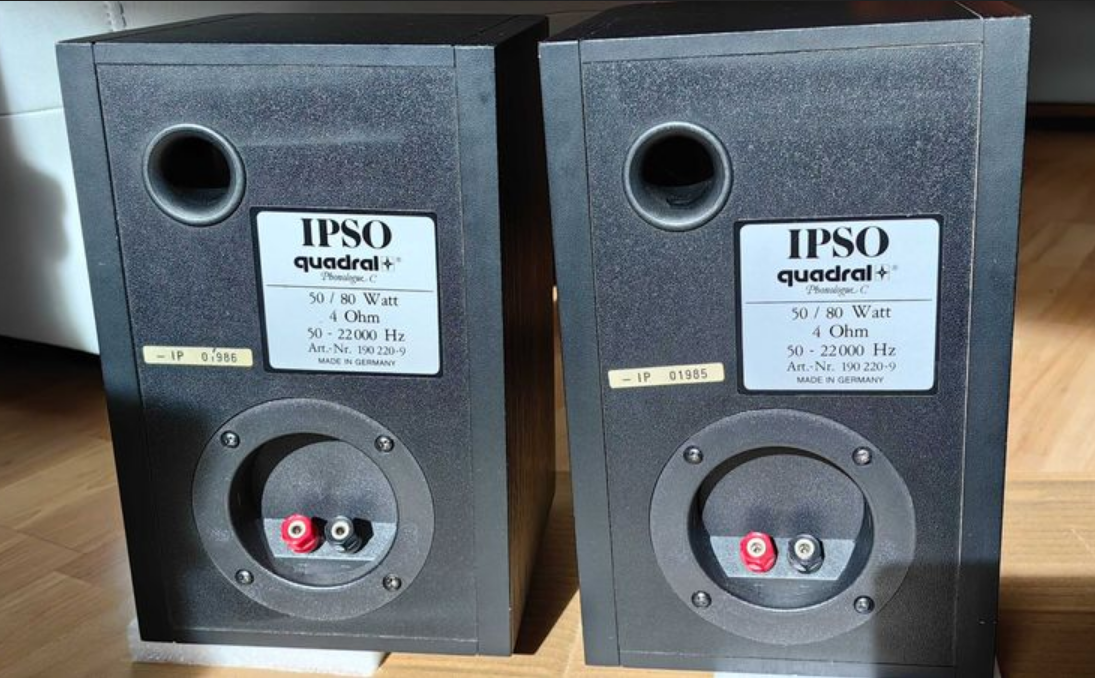 IPSO
quadral®
Phonologue C
50 / 80 Watt
4 Ohm
50 - 22000 Hz
Art.-Nr. 190 220-9
MADE IN GERMANY
– IP 01986
IPSO
quadral®
Phonologue C
50 / 80 Watt
4 Ohm
50 - 22000 Hz
Art.-Nr. 190 220-9
MADE IN GERMANY
– IP 01985